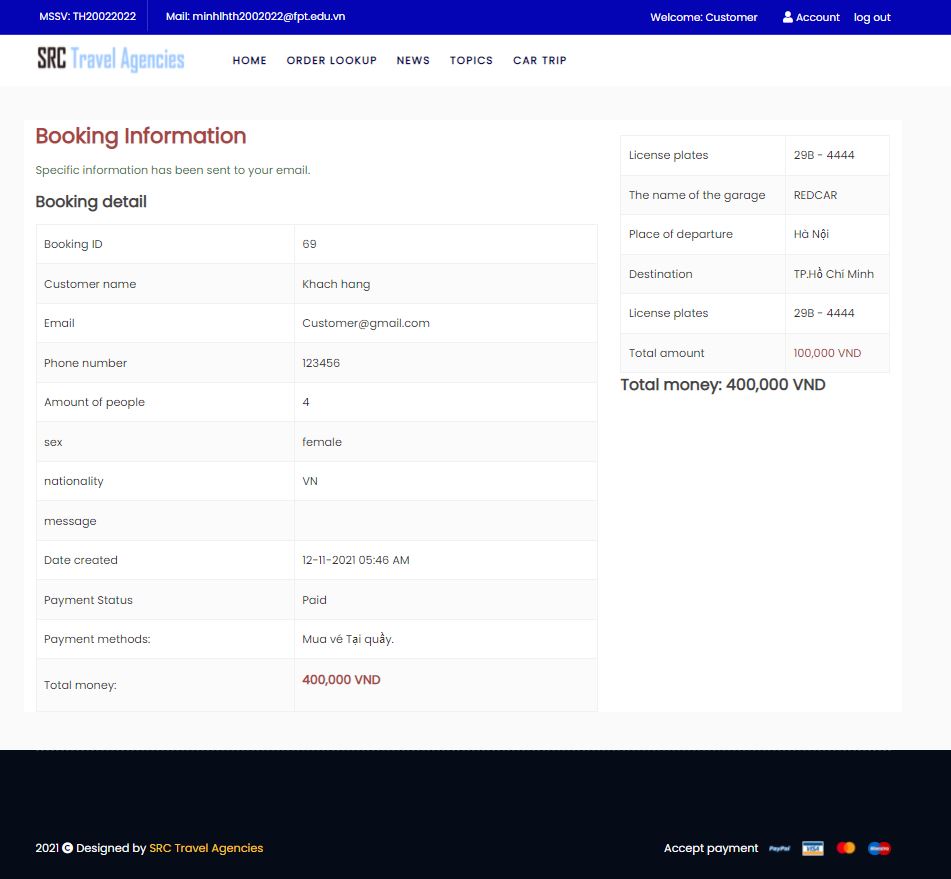 MSSV: TH20022022 Mail: minhlhth2002022@fpt.edu.vn Welcome: Customer Account log out
SRC Travel Agencies HOME ORDER LOOKUP NEWS TOPICS CAR TRIP
Booking Information
Specific information has been sent to your email.
Booking detail
Booking ID 69
Customer name Khach hang
Email Customer@gmail.com
Phone number 123456
Amount of people 4
sex female
nationality VN
message
Date created 12-11-2021 05:46 AM
Payment Status Paid
Payment methods: Mua vé Tại quầy.
Total money: 400,000 VND
License plates 29B - 4444
The name of the garage REDCAR
Place of departure Hà Nội
Destination TP.Hồ Chí Minh
License plates 29B - 4444
Total amount 100,000 VND
Total money: 400,000 VND
2021 C Designed by SRC Travel Agencies Accept payment PayPal VISA Maestro